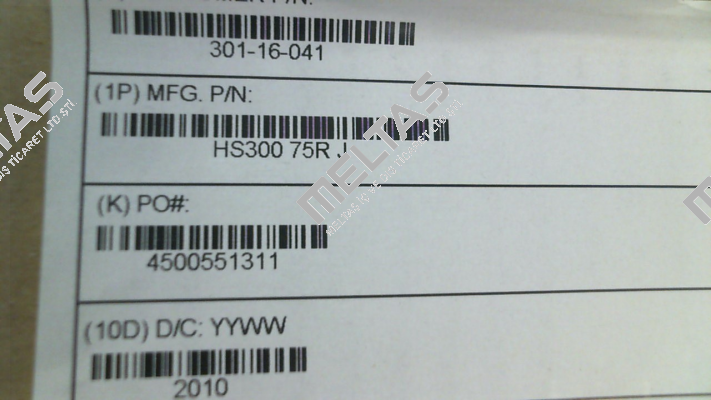 301-16-041
(1P) MFG. P/N:
HS300 75R J
(K) PO#:
4500551311
(10D) D/C: YYWW
2010
MELTAS
MELTAS